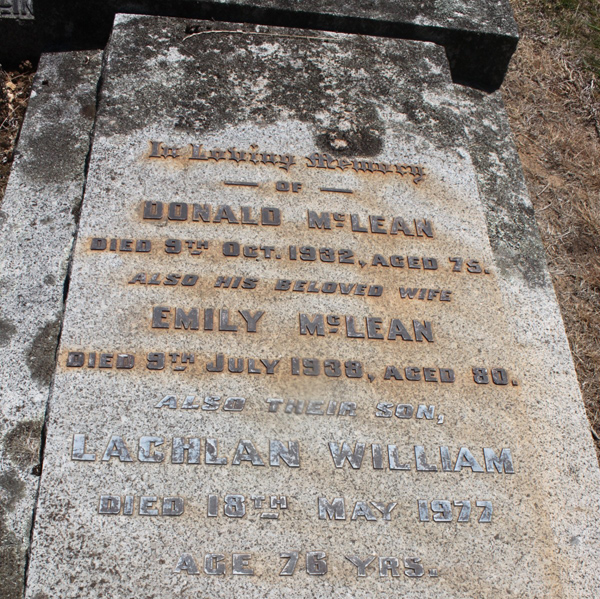 In Loving Memory
OF
DONALD McLEAN
DIED 9TH OCT. 1932, AGED 75.
ALSO HIS BELOVED WIFE
EMILY McLEAN
DIED 9TH JULY 1938, AGED 80.
ALSO THEIR SON,
LACHLAN WILLIAM
DIED 18TH MAY 1977
AGE 76 YRS.